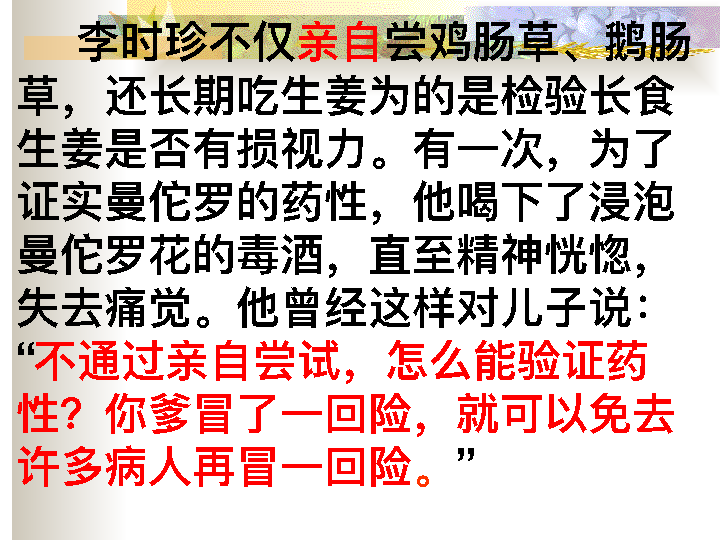 李时珍不仅亲自尝鸡肠草、鹅肠
草，还长期吃生姜为的是检验长食
生姜是否有损视力。有一次，为了
证实曼佗罗的药性，他喝下了浸泡
曼佗罗花的毒酒，直至精神恍惚，
失去痛觉。他曾经这样对儿子说：
“不通过亲自尝试，怎么能验证药
性？你爹冒了一回险，就可以免去
许多病人再冒一回险。”